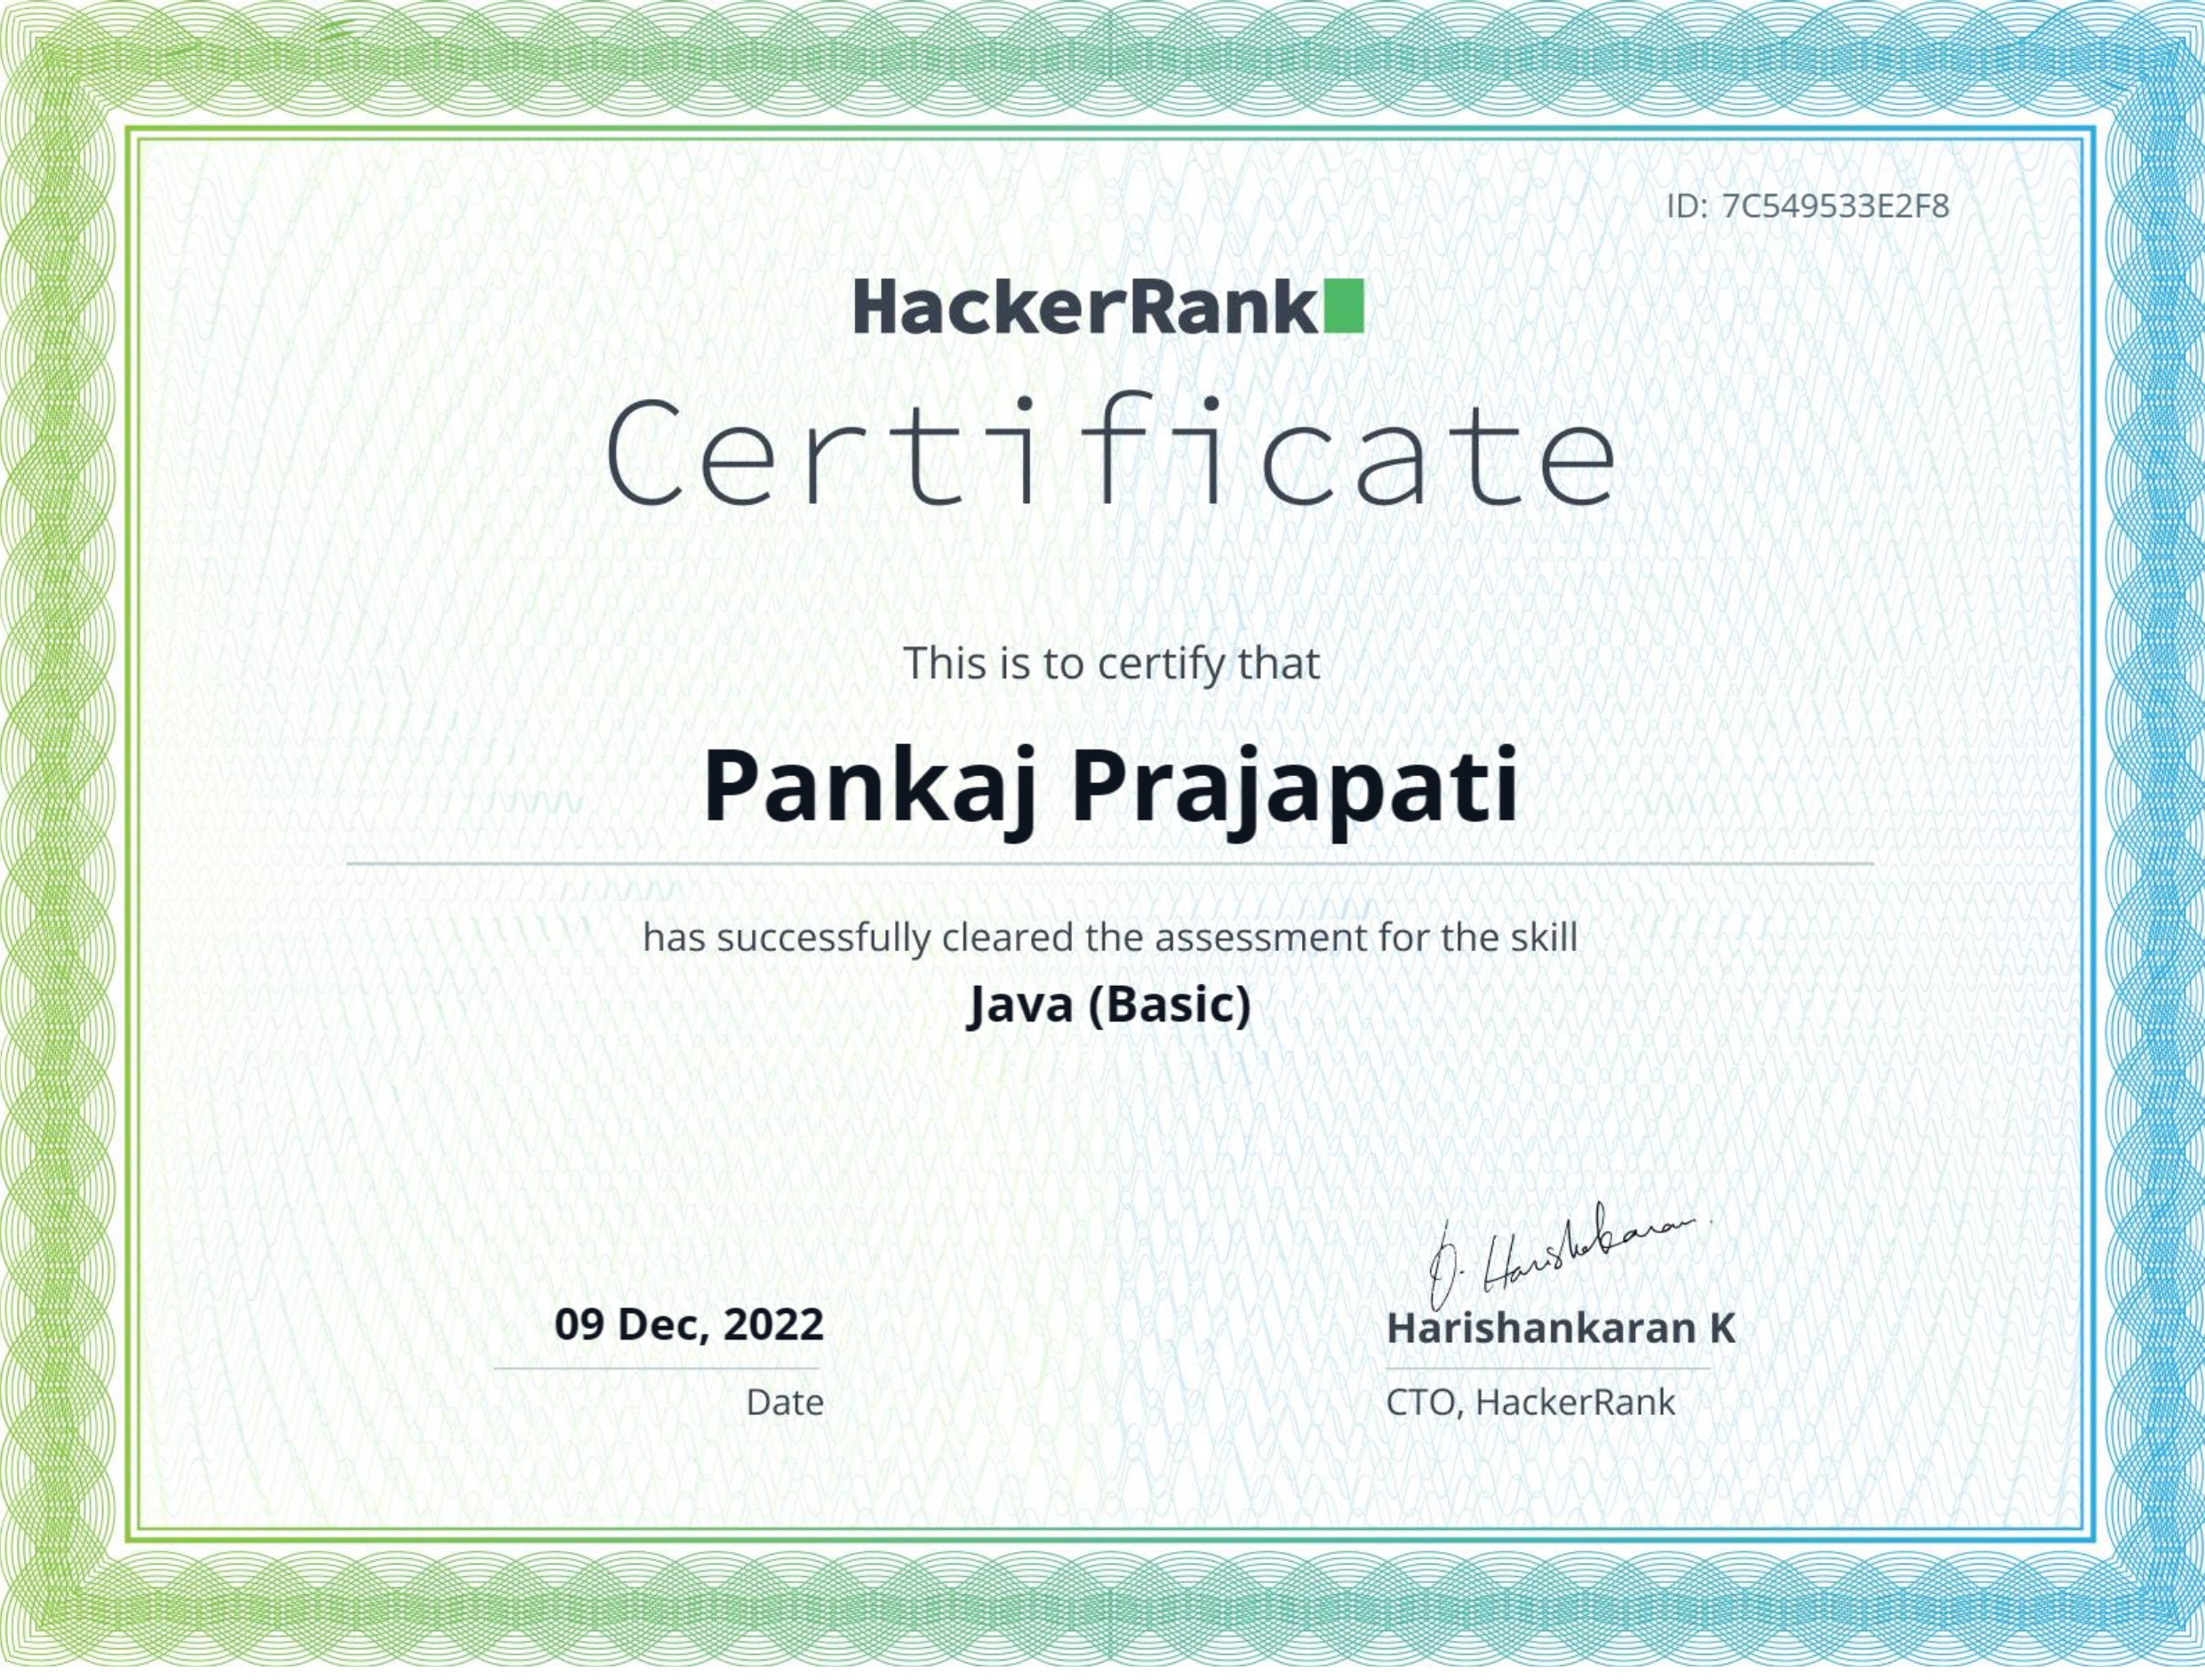 ID: 7C549533E2F8
HackerRank
Certificate
This is to certify that
Pankaj Prajapati
has successfully cleared the assessment for the skill
Java (Basic)
09 Dec, 2022
Date
Harishankaran K
CTO, HackerRank